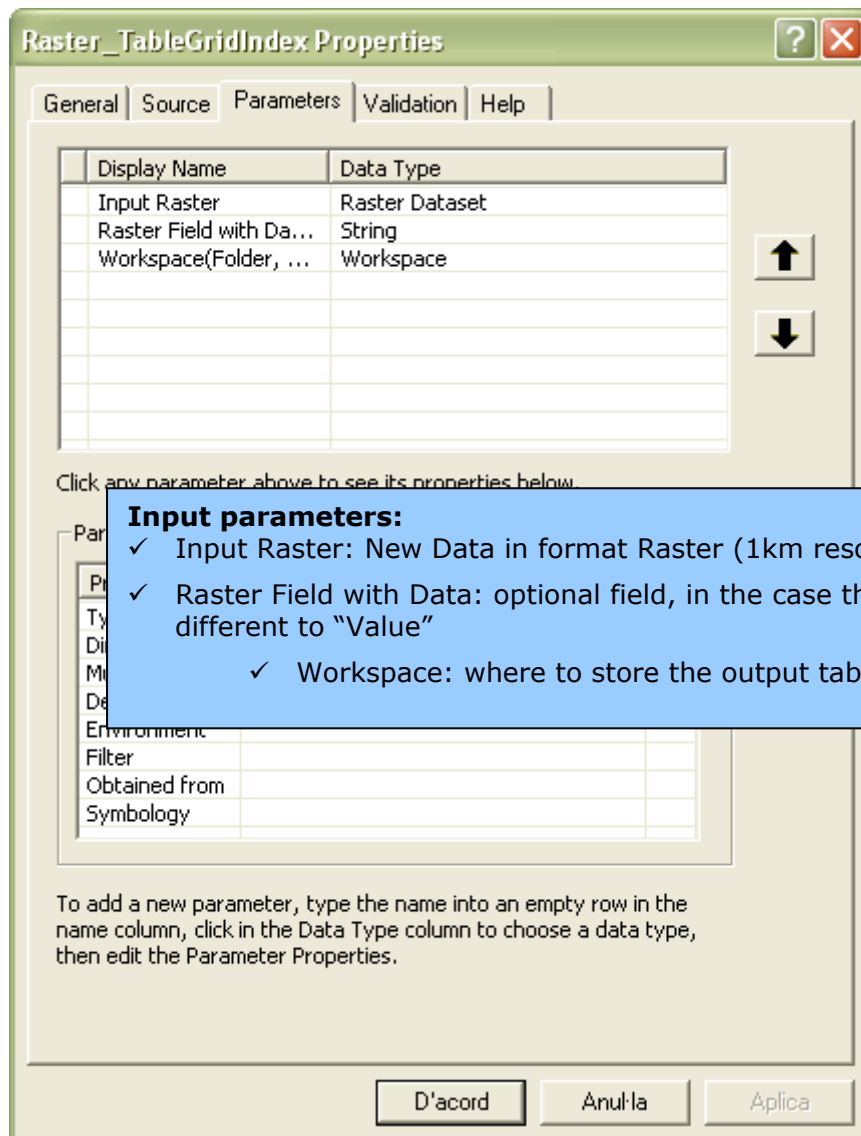 Raster_TableGridIndex Properties
General Source Parameters Validation Help
Display Name Data Type
Input Raster Raster Dataset
Raster Field with Da... String
Workspace(Folder, ... Workspace
Click any parameter above to see its properties below.
Input parameters:
✓ Input Raster: New Data in format Raster (1km
✓ Raster Field with Data: optional field, in the case
different to “Value”
✓ Workspace: where to store the output
Environment
Filter
Obtained from
Symbology
To add a new parameter, type the name into an empty row in the
name column, click in the Data Type column to choose a data type,
then edit the Parameter Properties.
D'acord Anul·la Aplica